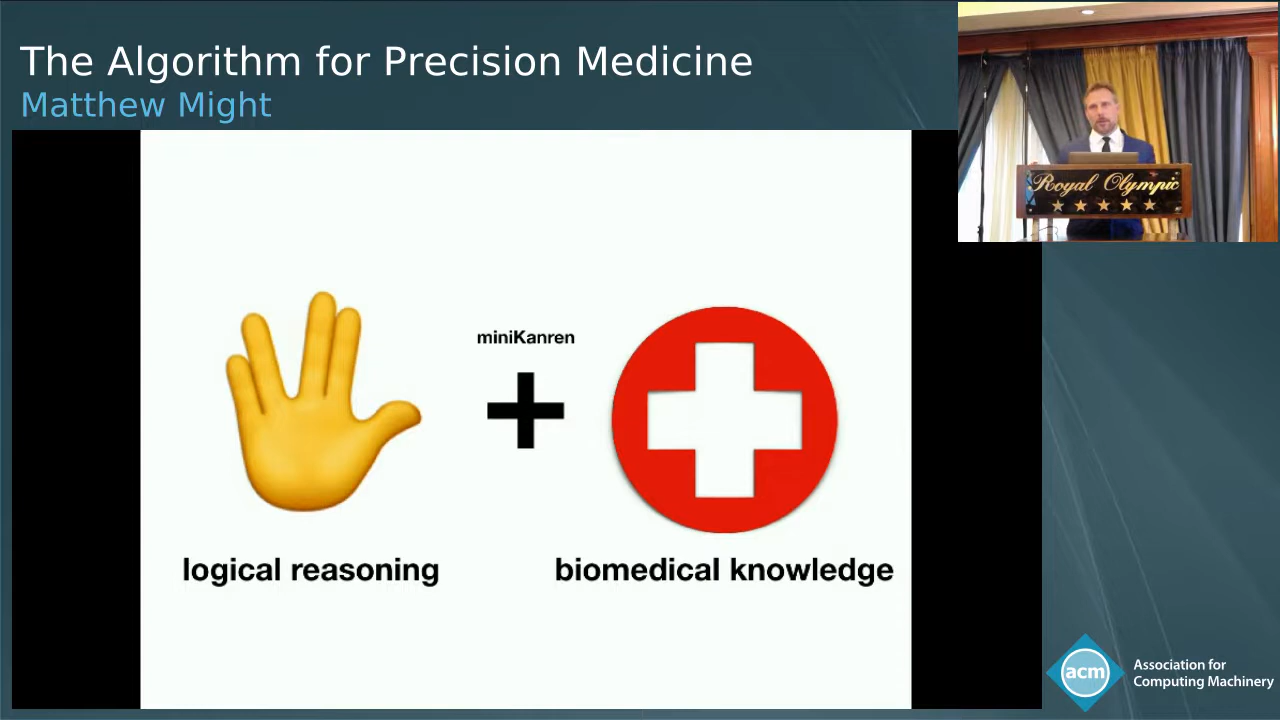 The Algorithm for Precision Medicine
Matthew Might
Royal Olympic
miniKanren
logical reasoning
biomedical knowledge
acm
Association for
Computing Machinery